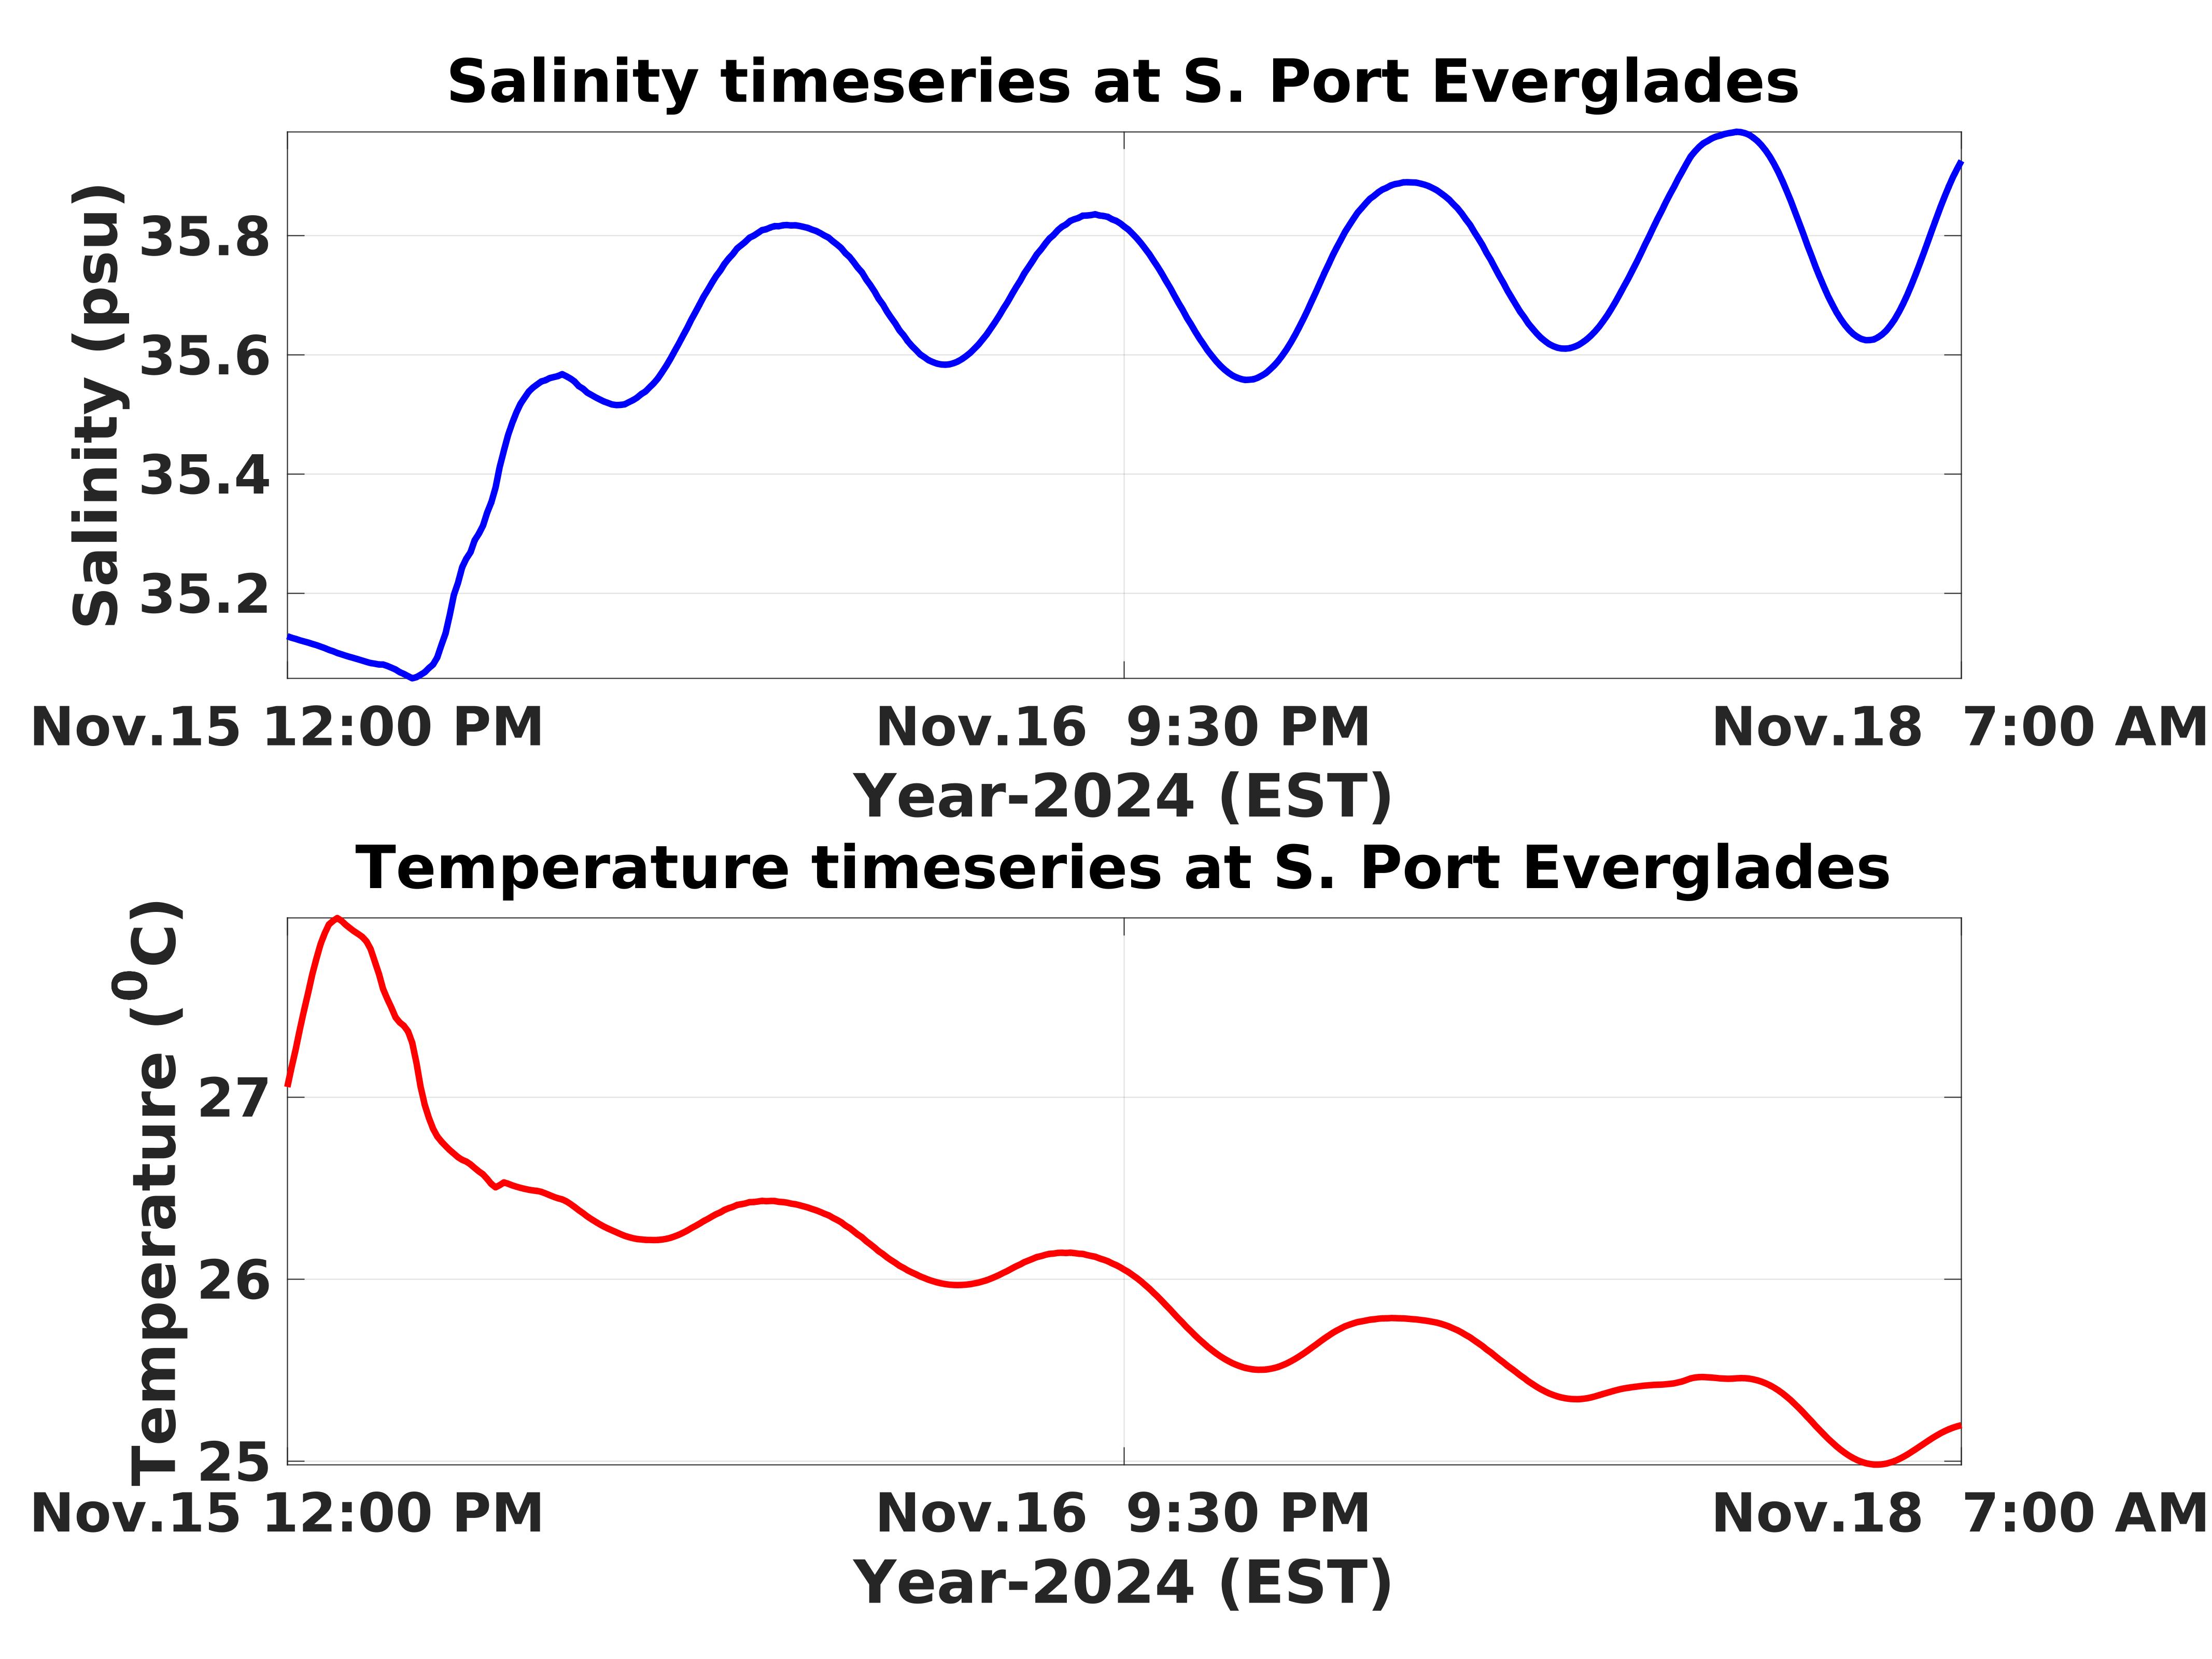 Salinity timeseries at S. Port Everglades
Salinity (psu)
35.8
35.6
35.4
35.2
Nov.15 12:00 PM Nov.16  9:30 PM Nov.18  7:00 AM
Year-2024 (EST)
Temperature timeseries at S. Port Everglades
Temperature (⁰C)
27
26
25
Nov.15 12:00 PM Nov.16  9:30 PM Nov.18  7:00 AM
Year-2024 (EST)